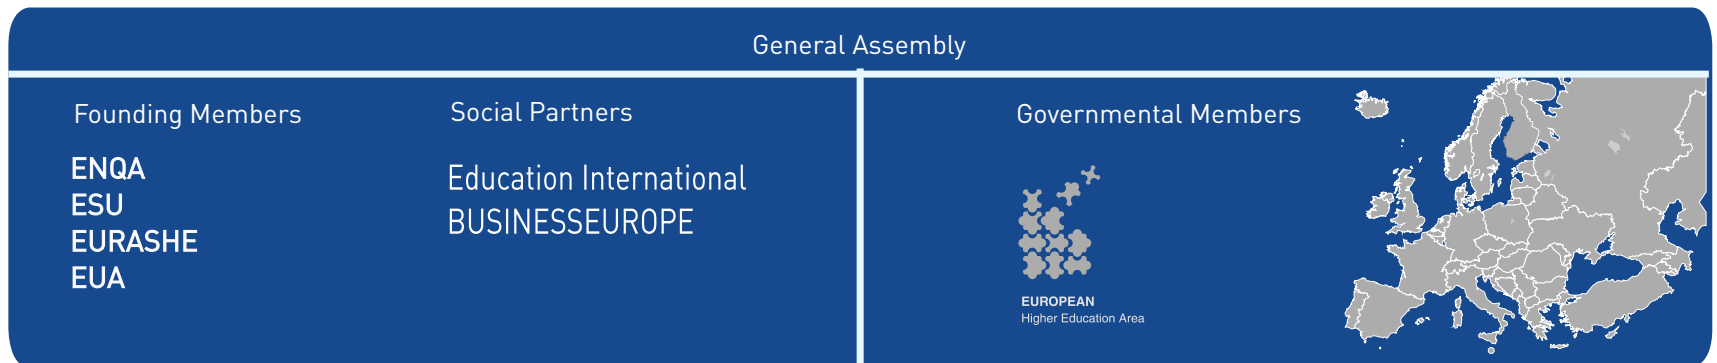 General Assembly
Founding Members
ENQA
ESU
EURASHE
EUA
Social Partners
Education International
BUSINESSEUROPE
Governmental Members
EUROPEAN
Higher Education Area